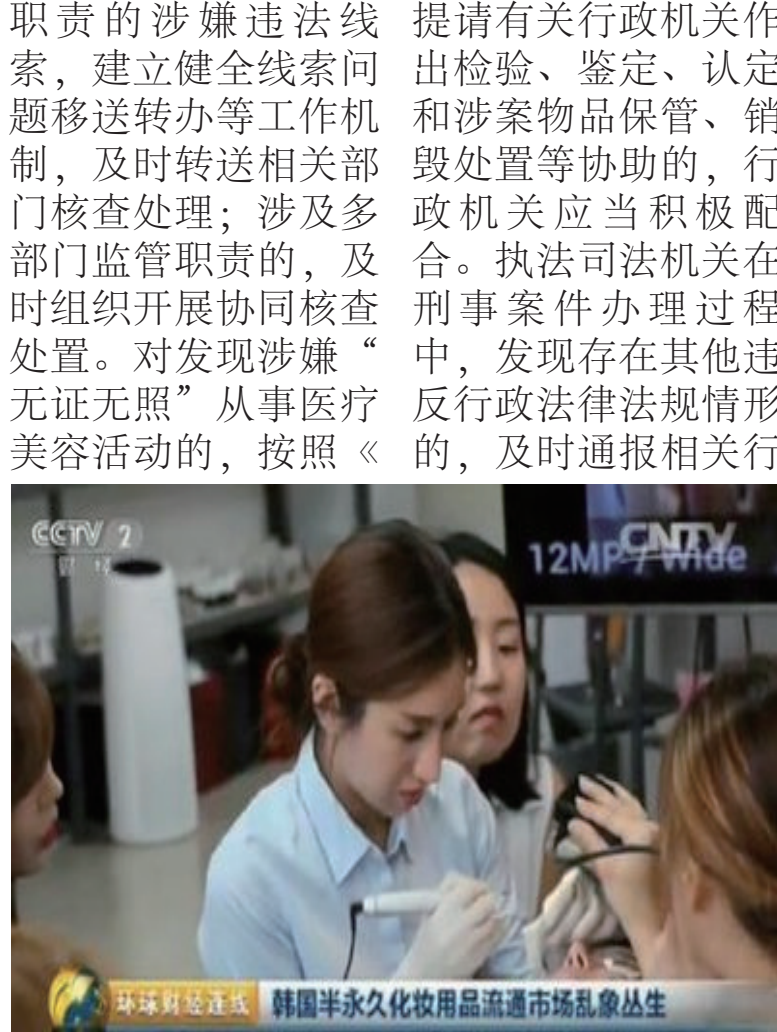 职责的涉嫌违法线
索，建立健全线索问
题移送转办等工作机
制，及时转送相关部
门核查处理；涉及多
部门监管职责的，及
时组织开展协同核查
处置。对发现涉嫌“
无证无照”从事医疗
美容活动的，按照《
提请有关行政机关作
出检验、鉴定、认定
和涉案物品保管、销
毁处置等协助的，行
政机关应当积极配
合。执法司法机关在
刑事案件办理过程
中，发现存在其他违
反行政法律法规情形
的，及时通报相关行
CCTV 2
财经
CNTV
12MP / Wide
环球财经连线
韩国半永久化妆用品流通市场乱象丛生